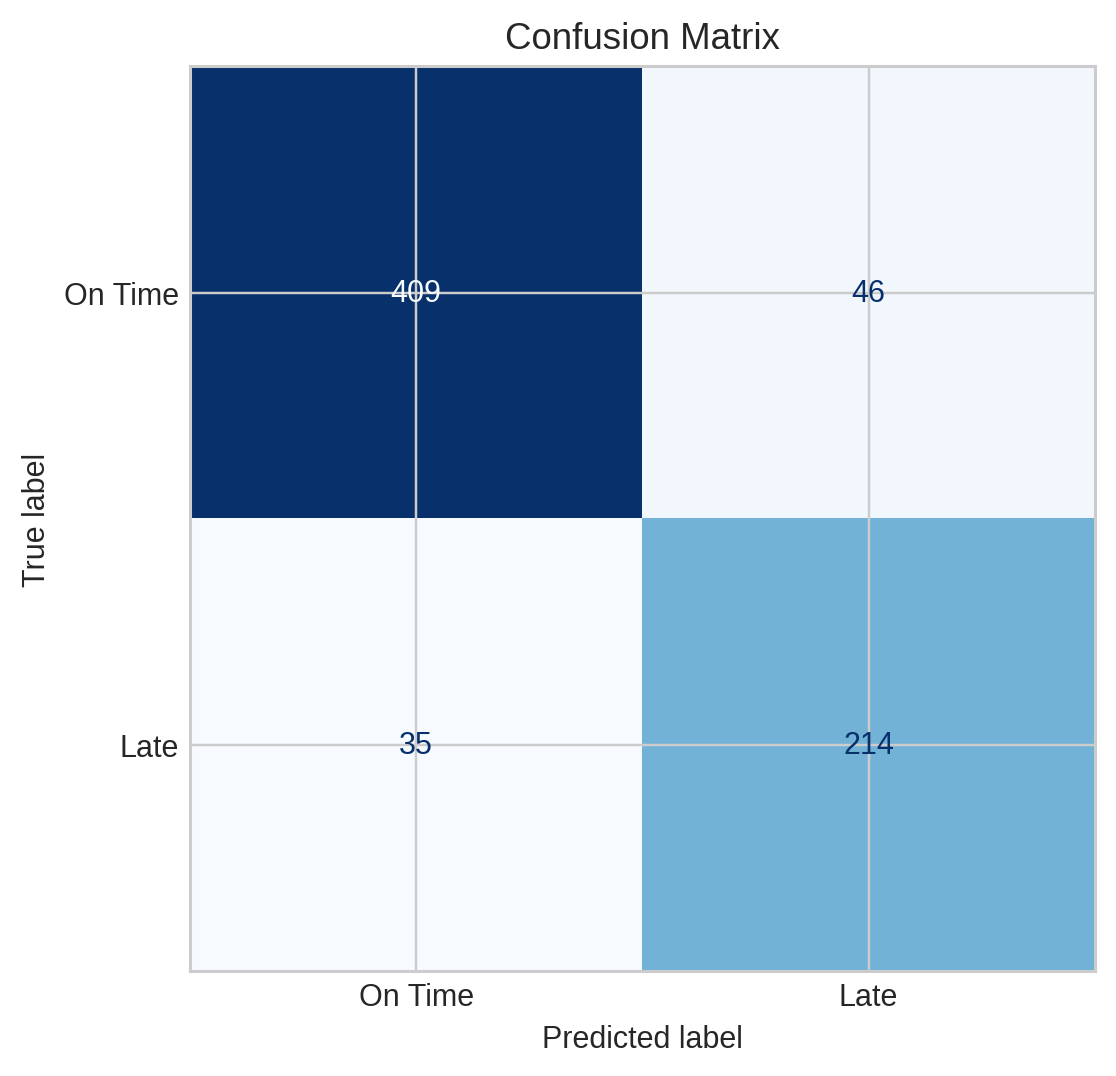 Confusion Matrix
On Time
409
46
True label
Late
35
214
On Time
Late
Predicted label